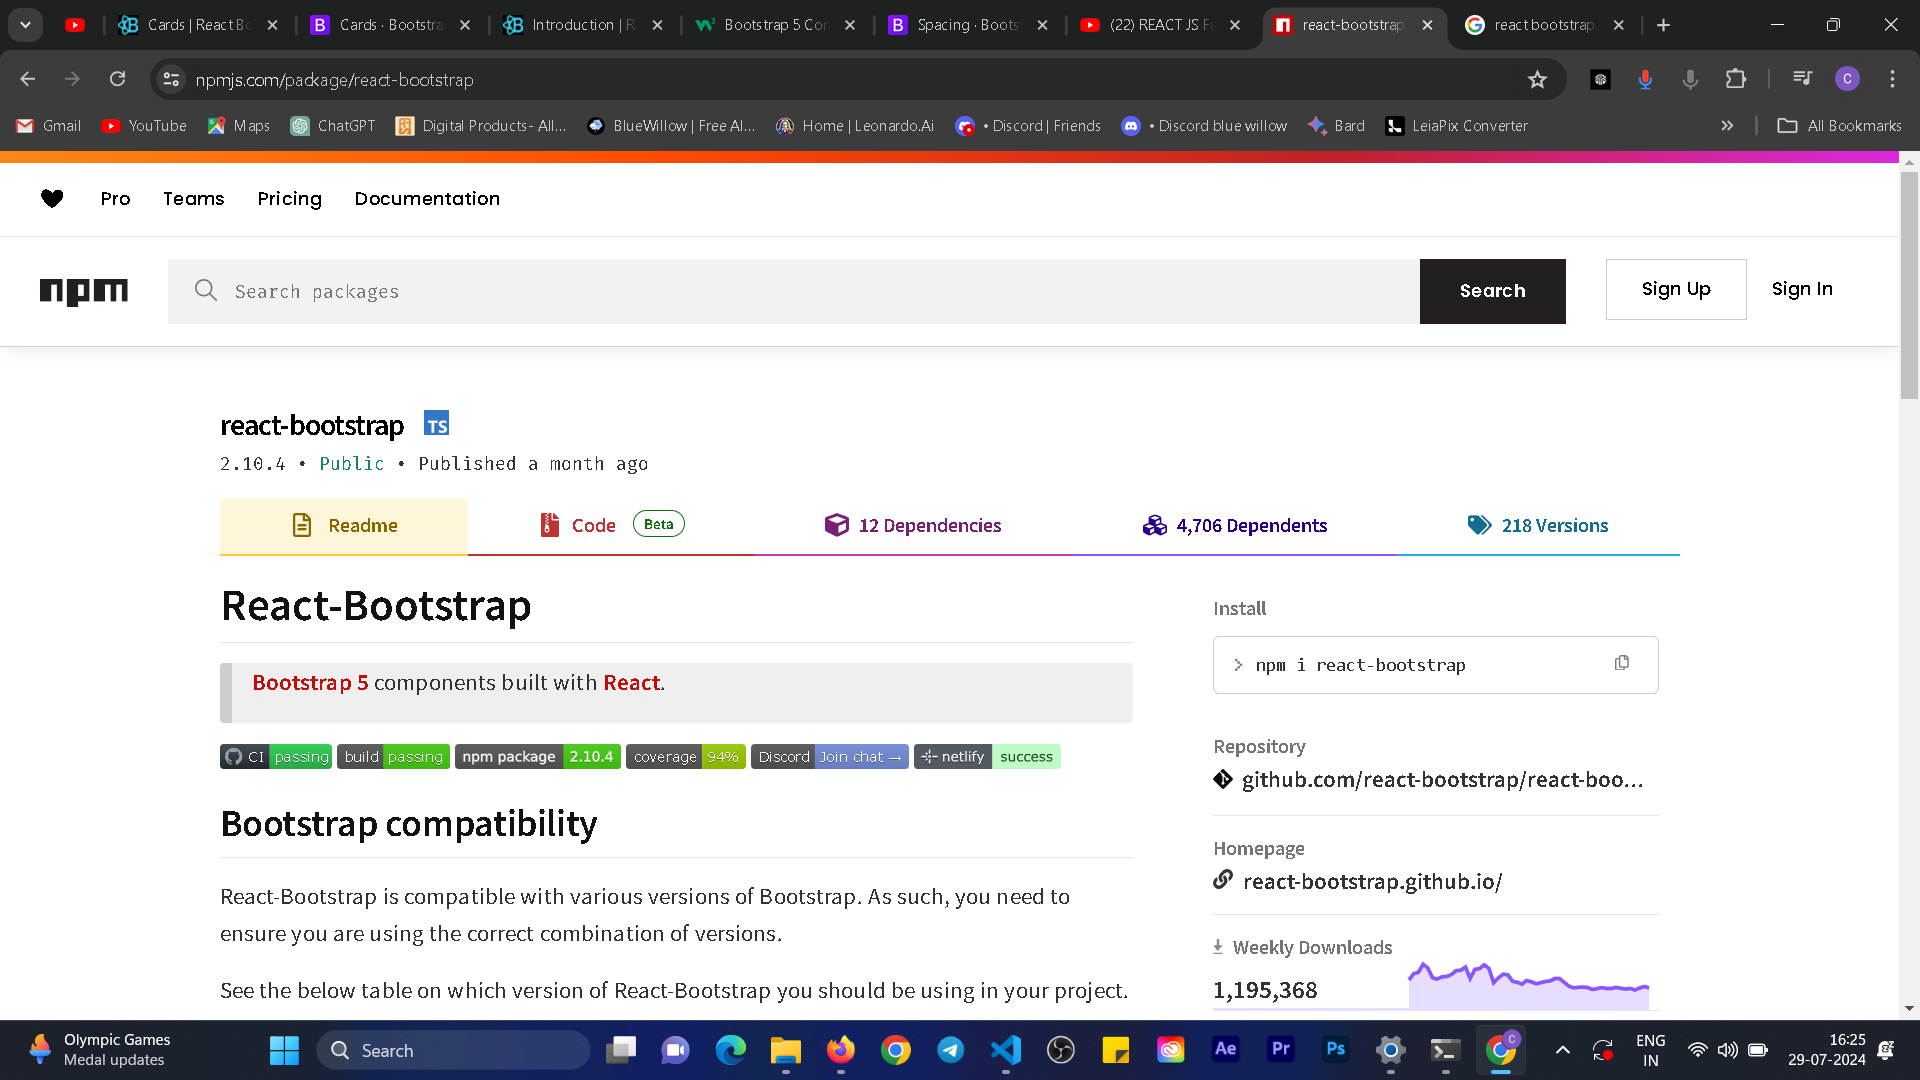 Cards | React Bo
Cards · Bootstra
Introduction | R
Bootstrap 5 Con
Spacing · Boots
(22) REACT JS Fu
react-bootstrap
react bootstrap
npmjs.com/package/react-bootstrap
C
Gmail
YouTube
Maps
ChatGPT
Digital Products- All...
BlueWillow | Free AI...
Home | Leonardo.Ai
• Discord | Friends
• Discord blue willow
Bard
LeiaPix Converter
All Bookmarks
Pro
Teams
Pricing
Documentation
npm
Search packages
Search
Sign Up
Sign In
react-bootstrap TS
2.10.4 • Public • Published a month ago
Readme
Code Beta
12 Dependencies
4,706 Dependents
218 Versions
React-Bootstrap
Bootstrap 5 components built with React.
CI passing build passing npm package 2.10.4 coverage 94% Discord Join chat → netlify success
Bootstrap compatibility
React-Bootstrap is compatible with various versions of Bootstrap. As such, you need to
ensure you are using the correct combination of versions.
See the below table on which version of React-Bootstrap you should be using in your project.
Install
> npm i react-bootstrap
Repository
github.com/react-bootstrap/react-boo...
Homepage
react-bootstrap.github.io/
Weekly Downloads
1,195,368
Olympic Games
Medal updates
Search
Ae
Pr
Ps
C
ENG
IN
16:25
29-07-2024